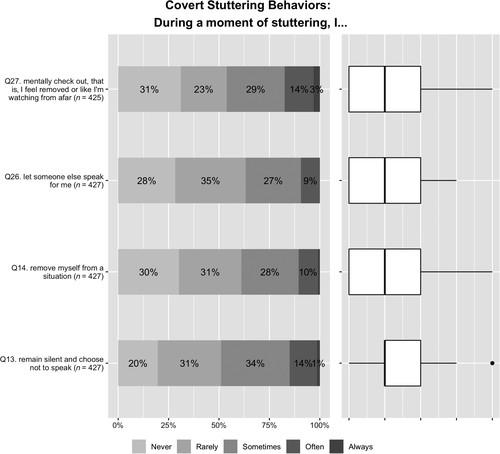 Covert Stuttering Behaviors:
During a moment of stuttering, I...
Q27. mentally check out, that
is, I feel removed or like I'm
watching from afar (n = 425)
31% 23% 29% 14% 3%
Q26. let someone else speak
for me (n = 427)
28% 35% 27% 9%
Q14. remove myself from a
situation (n = 427)
30% 31% 28% 10%
Q13. remain silent and choose
not to speak (n = 427)
20% 31% 34% 14% 1%
0% 25% 50% 75% 100%
Never Rarely Sometimes Often Always